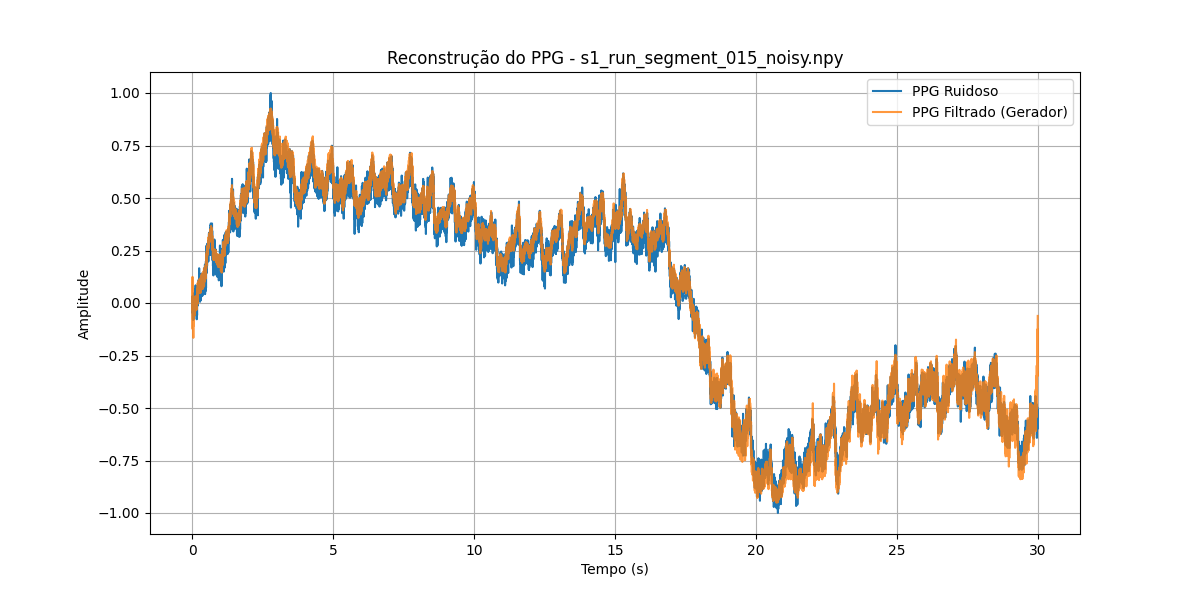 Reconstrução do PPG - s1_run_segment_015_noisy.npy
PPG Ruidoso
PPG Filtrado (Gerador)
Amplitude
1.00
0.75
0.50
0.25
0.00
−0.25
−0.50
−0.75
−1.00
0 5 10 15 20 25 30
Tempo (s)